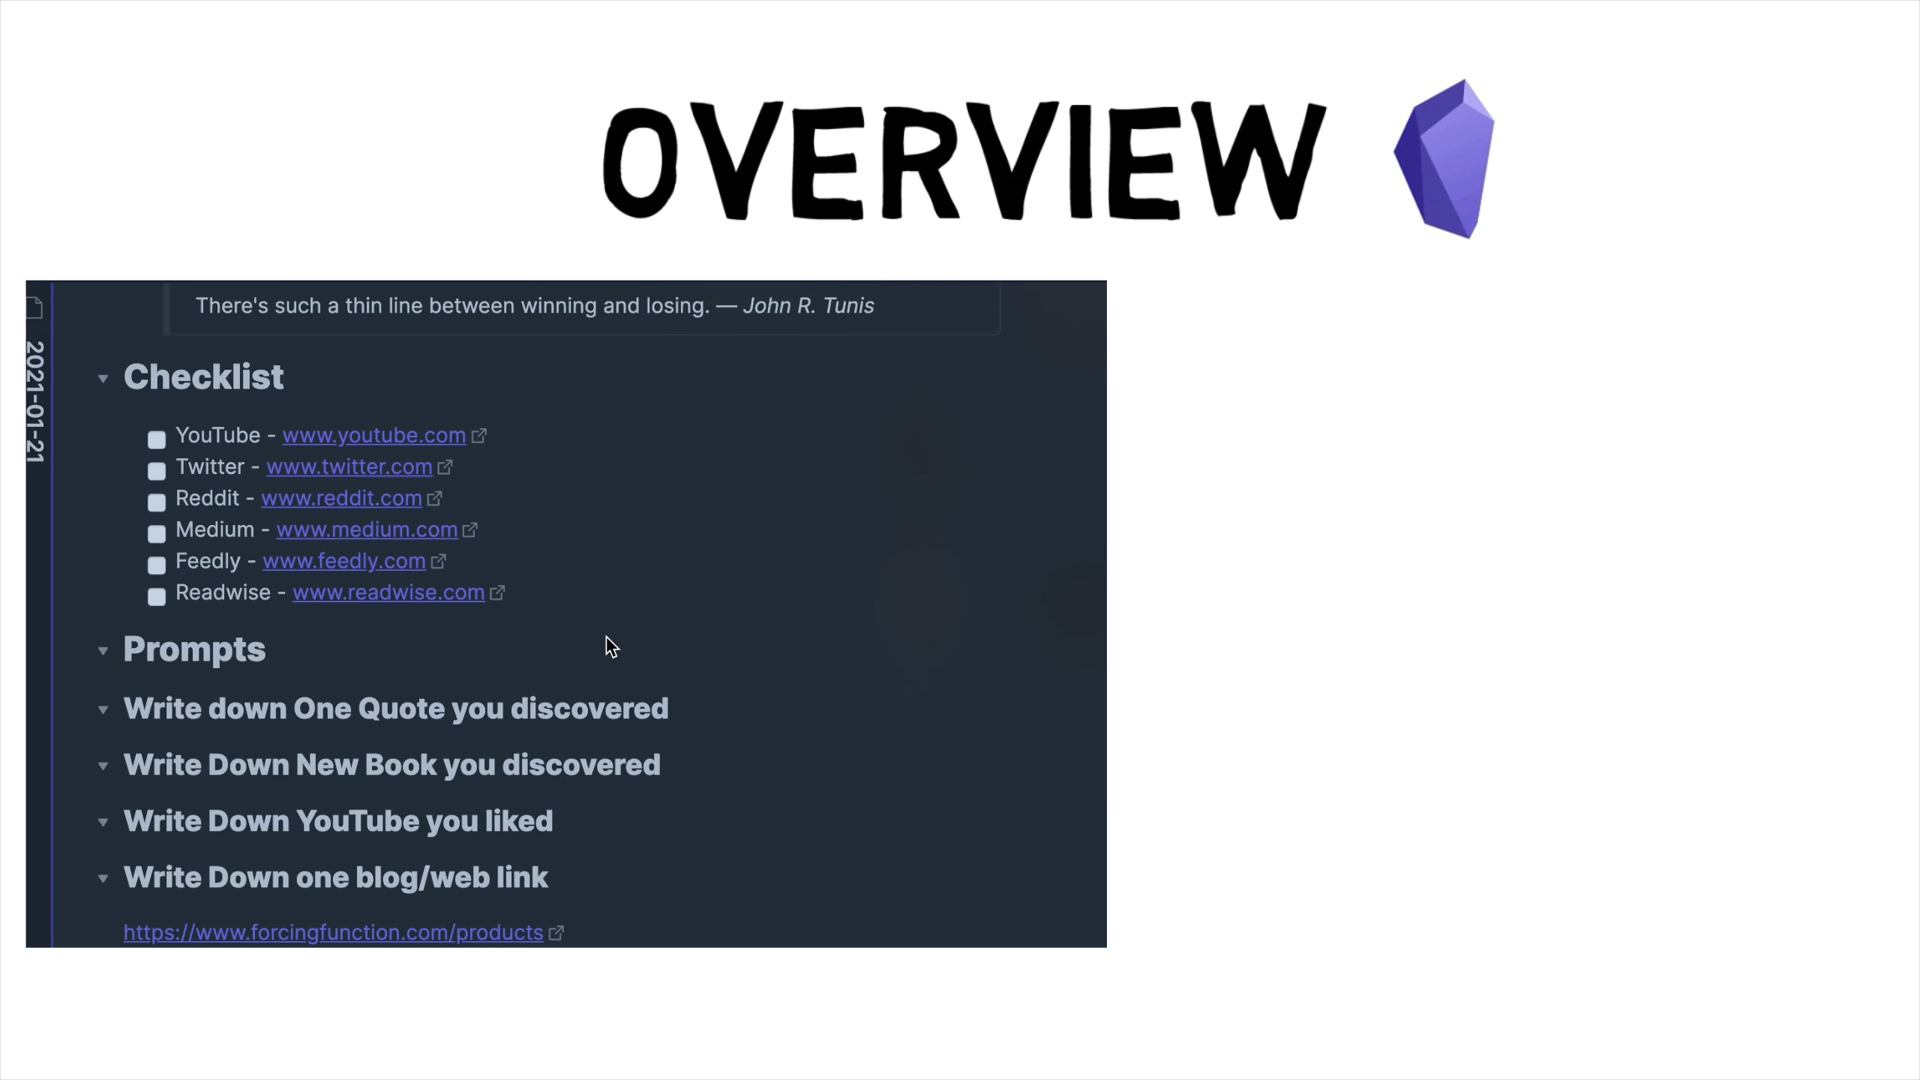 OVERVIEW
There's such a thin line between winning and losing. — John R. Tunis
2021-01-21
Checklist
YouTube - www.youtube.com
Twitter - www.twitter.com
Reddit - www.reddit.com
Medium - www.medium.com
Feedly - www.feedly.com
Readwise - www.readwise.com
Prompts
Write down One Quote you discovered
Write Down New Book you discovered
Write Down YouTube you liked
Write Down one blog/web link
https://www.forcingfunction.com/products